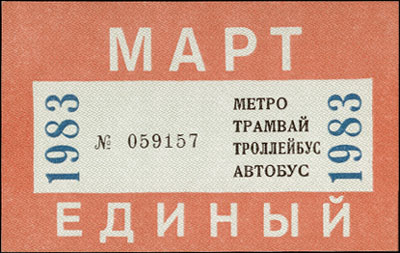 МАРТ
1983
№ 059157
МЕТРО
ТРАМВАЙ
ТРОЛЛЕЙБУС
АВТОБУС
1983
ЕДИНЫЙ